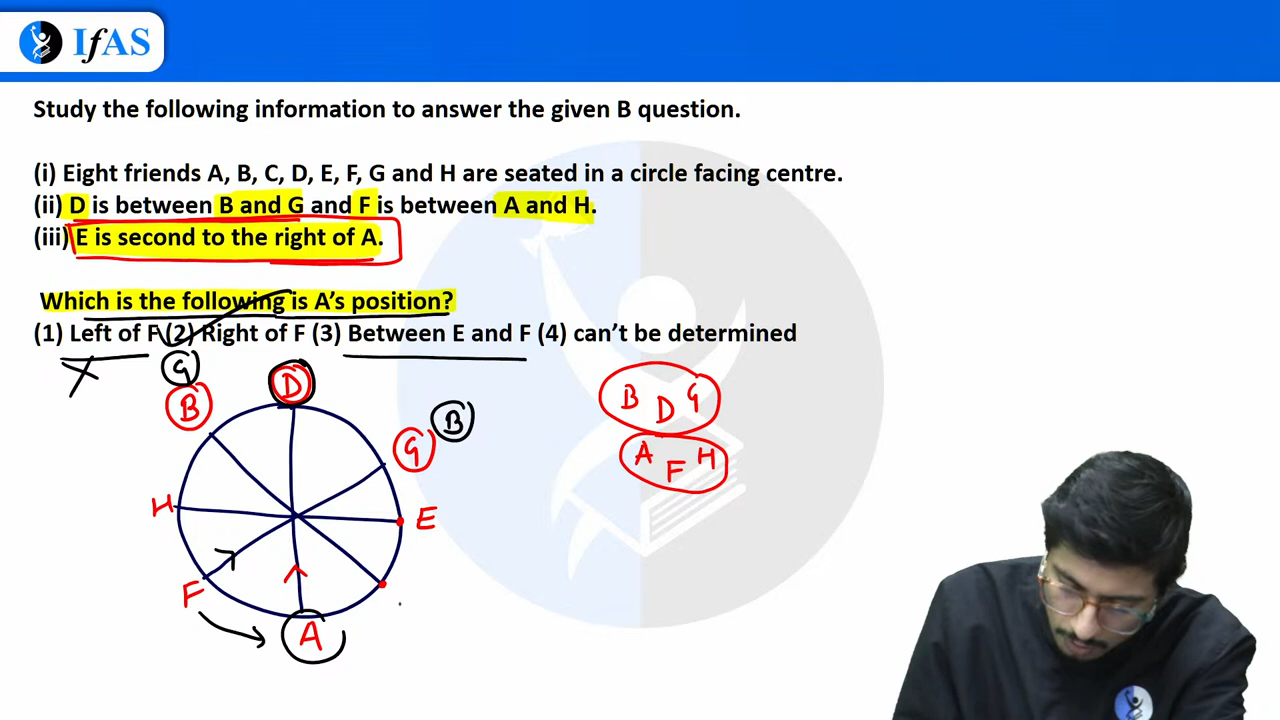 IfAS
Study the following information to answer the given B question.
(i) Eight friends A, B, C, D, E, F, G and H are seated in a circle facing centre.
(ii) D is between B and G and F is between A and H.
(iii) E is second to the right of A.
Which is the following is A’s position?
(1) Left of F (2) Right of F (3) Between E and F (4) can’t be determined
G
B
D
B
G
H
E
F
A
B D G
A F H